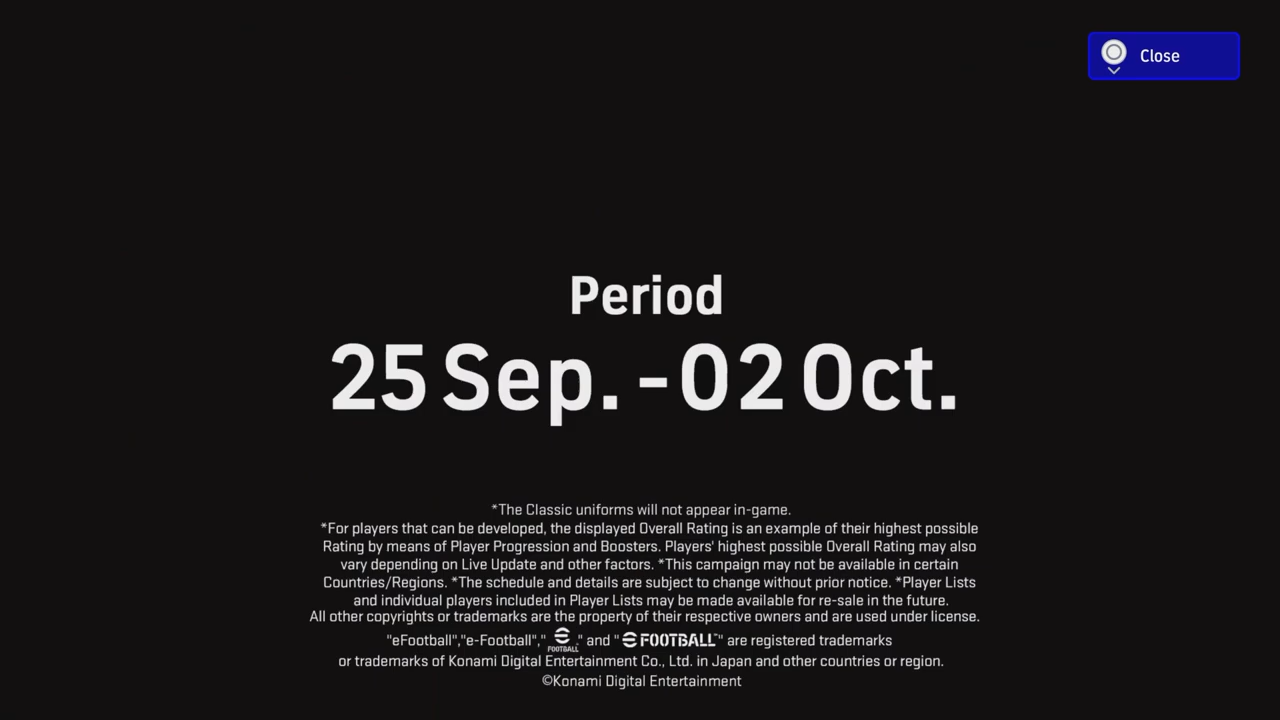 Close
Period
25 Sep. - 02 Oct.
*The Classic uniforms will not appear in-game.
*For players that can be developed, the displayed Overall Rating is an example of their highest possible
Rating by means of Player Progression and Boosters. Players' highest possible Overall Rating may also
vary depending on Live Update and other factors. *This campaign may not be available in certain
Countries/Regions. *The schedule and details are subject to change without prior notice. *Player Lists
and individual players included in Player Lists may be made available for re-sale in the future.
All other copyrights or trademarks are the property of their respective owners and are used under license.
"eFootball","e-Football"," FOOTBALL " and " FOOTBALL™" are registered trademarks
or trademarks of Konami Digital Entertainment Co., Ltd. in Japan and other countries or region.
©Konami Digital Entertainment